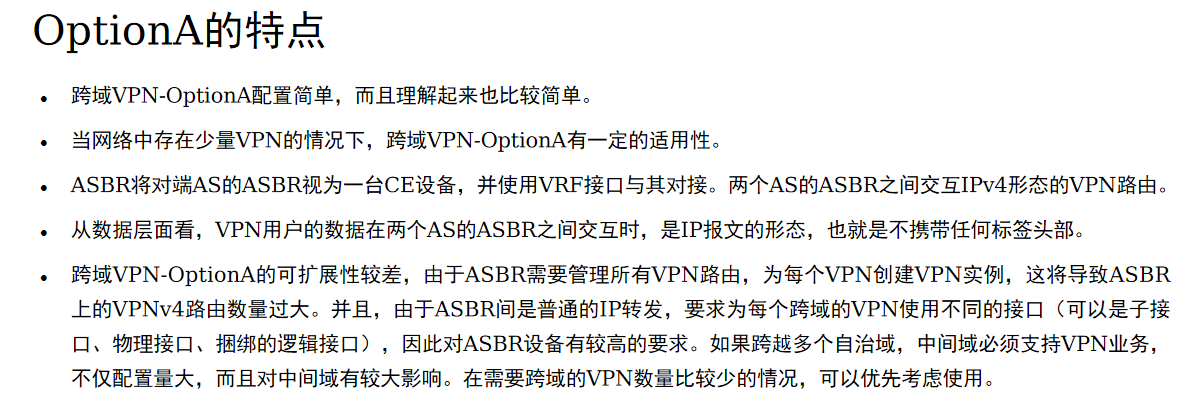 OptionA的特点
• 跨域VPN-OptionA配置简单，而且理解起来也比较简单。
• 当网络中存在少量VPN的情况下，跨域VPN-OptionA有一定的适用性。
• ASBR将对端AS的ASBR视为一台CE设备，并使用VRF接口与其对接。两个AS的ASBR之间交互IPv4形态的VPN路由。
• 从数据层面看，VPN用户的数据在两个AS的ASBR之间交互时，是IP报文的形态，也就是不携带任何标签头部。
• 跨域VPN-OptionA的可扩展性较差，由于ASBR需要管理所有VPN路由，为每个VPN创建VPN实例，这将导致ASBR
上的VPNv4路由数量过大。并且，由于ASBR间是普通的IP转发，要求为每个跨域的VPN使用不同的接口（可以是子接
口、物理接口、捆绑的逻辑接口），因此对ASBR设备有较高的要求。如果跨越多个自治域，中间域必须支持VPN业务，
不仅配置量大，而且对中间域有较大影响。在需要跨域的VPN数量比较少的情况，可以优先考虑使用。